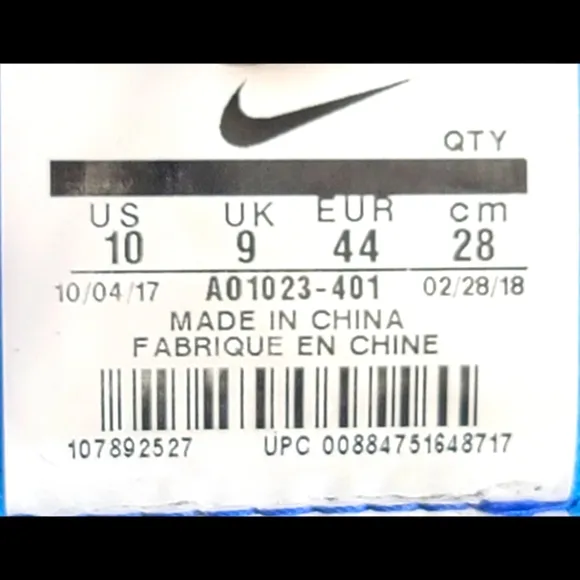 QTY
US UK EUR cm
10 9 44 28
10/04/17 AO1023-401 02/28/18
MADE IN CHINA
FABRIQUE EN CHINE
107892527 UPC 00884751648717